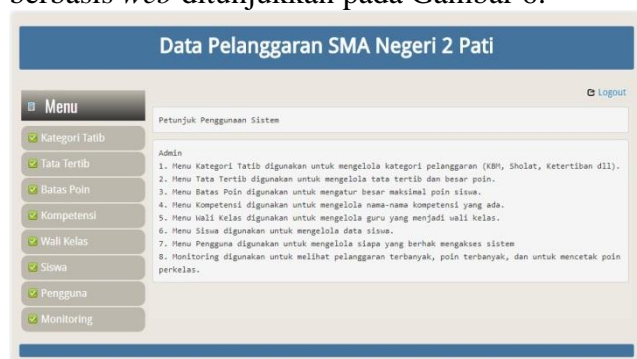 berbasis web ditunjukkan pada Gambar 6.
Data Pelanggaran SMA Negeri 2 Pati
Logout
Menu
Kategori Tatib
Tata Tertib
Batas Poin
Kompetensi
Wali Kelas
Siswa
Pengguna
Monitoring
Petunjuk Penggunaan Sistem
Admin
1. Menu Kategori Tatib digunakan untuk mengelola kategori pelanggaran (KBM, Sholat, Ketertiban dll).
2. Menu Tata Tertib digunakan untuk mengelola tata tertib dan besar poin.
3. Menu Batas Poin digunakan untuk mengatur besar maksimal poin siswa.
4. Menu Kompetensi digunakan untuk mengelola nama-nama kompetensi yang ada.
5. Menu Wali Kelas digunakan untuk mengelola guru yang menjadi wali kelas.
6. Menu Siswa digunakan untuk mengelola data siswa.
7. Menu Pengguna digunakan untuk mengelola siapa yang berhak mengakses sistem
8. Monitoring digunakan untuk melihat pelanggaran terbanyak, poin terbanyak, dan untuk mencetak poin
perkelas.